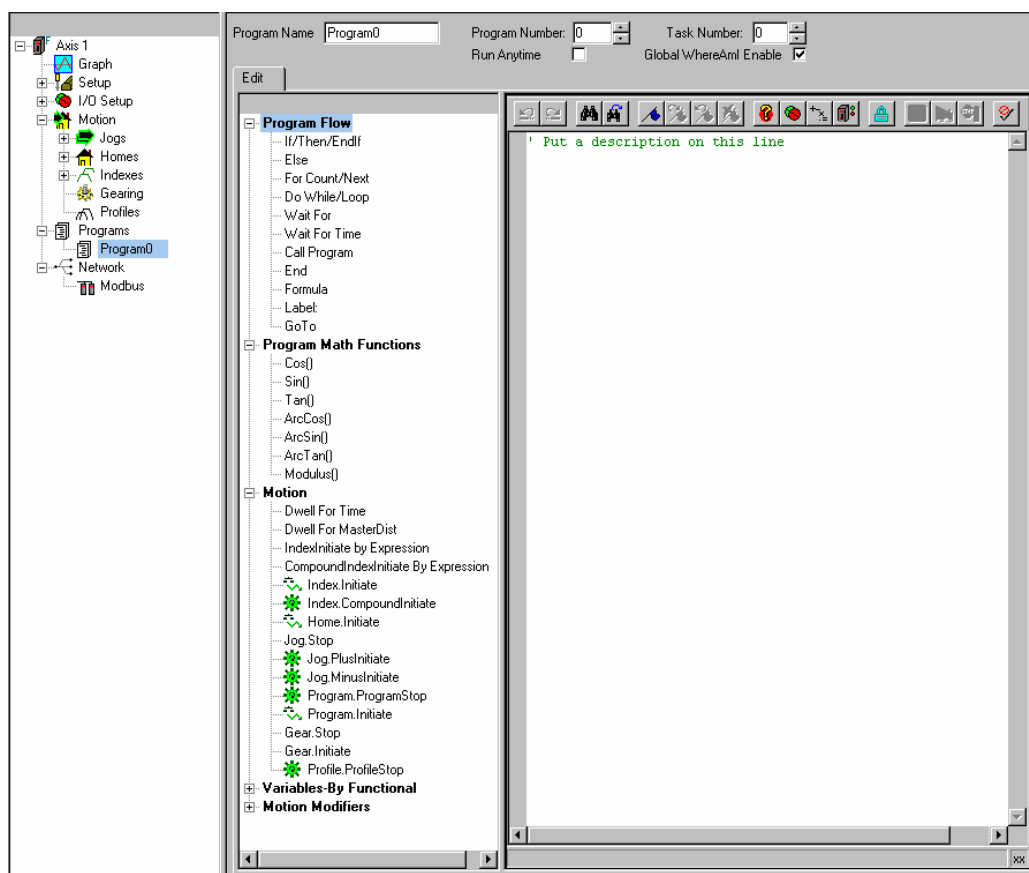 Axis 1
Graph
Setup
I/O Setup
Motion
Jogs
Homes
Indexes
Gearing
Profiles
Programs
Program0
Network
Modbus
Program Name Program0 Program Number: 0 Task Number: 0
Run Anytime Global WhereAmI Enable
Edit
Program Flow
If/Then/EndIf
Else
For Count/Next
Do While/Loop
Wait For
Wait For Time
Call Program
End
Formula
Label:
GoTo
Program Math Functions
Cos()
Sin()
Tan()
ArcCos()
ArcSin()
ArcTan()
Modulus()
Motion
Dwell For Time
Dwell For MasterDist
IndexInitiate by Expression
CompoundIndexInitiate By Expression
Index.Initiate
Index.CompoundInitiate
Home.Initiate
Jog.Stop
Jog.PlusInitiate
Jog.MinusInitiate
Program.ProgramStop
Program.Initiate
Gear.Stop
Gear.Initiate
Profile.ProfileStop
Variables-By Functional
Motion Modifiers
' Put a description on this line
xx